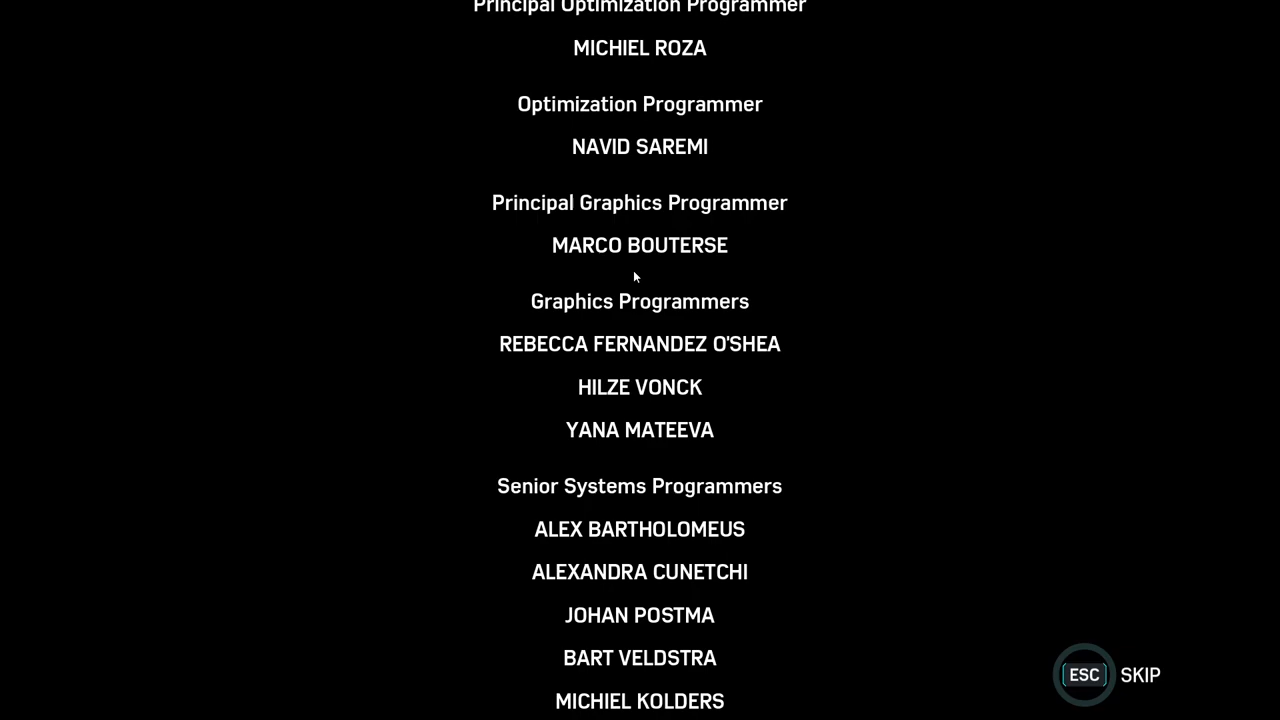 Principal Optimization Programmer
MICHIEL ROZA
Optimization Programmer
NAVID SAREMI
Principal Graphics Programmer
MARCO BOUTERSE
Graphics Programmers
REBECCA FERNANDEZ O'SHEA
HILZE VONCK
YANA MATEEVA
Senior Systems Programmers
ALEX BARTHOLOMEUS
ALEXANDRA CUNETCHI
JOHAN POSTMA
BART VELDSTRA
MICHIEL KOLDERS
ESC SKIP